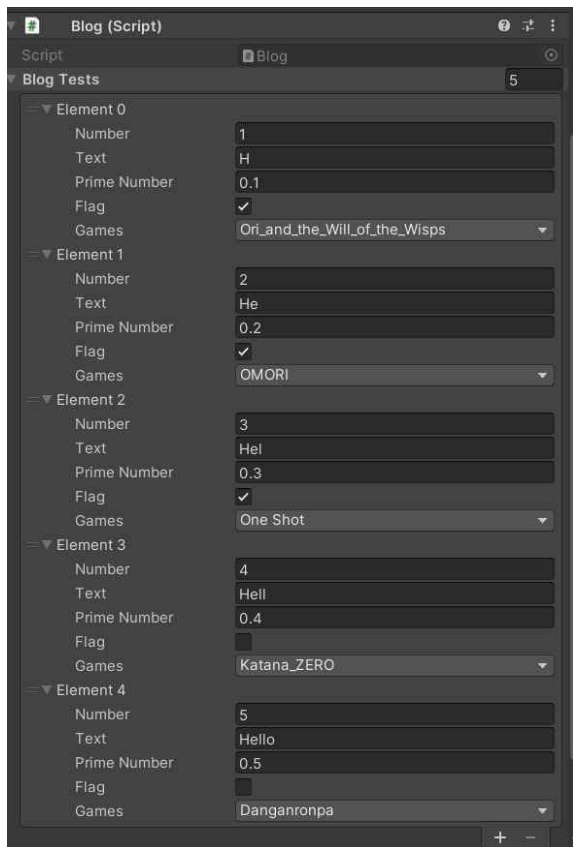 # Blog (Script)
Script Blog
Blog Tests 5
Element 0
Number 1
Text H
Prime Number 0.1
Flag
Games Ori_and_the_Will_of_the_Wisps
Element 1
Number 2
Text He
Prime Number 0.2
Flag
Games OMORI
Element 2
Number 3
Text Hel
Prime Number 0.3
Flag
Games One Shot
Element 3
Number 4
Text Hell
Prime Number 0.4
Flag
Games Katana_ZERO
Element 4
Number 5
Text Hello
Prime Number 0.5
Flag
Games Danganronpa
+ −